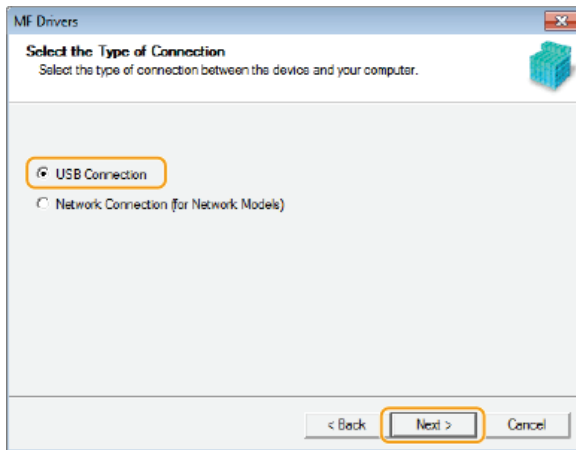 MF Drivers
Select the Type of Connection
Select the type of connection between the device and your computer.
USB Connection
Network Connection (for Network Models)
< Back Next > Cancel